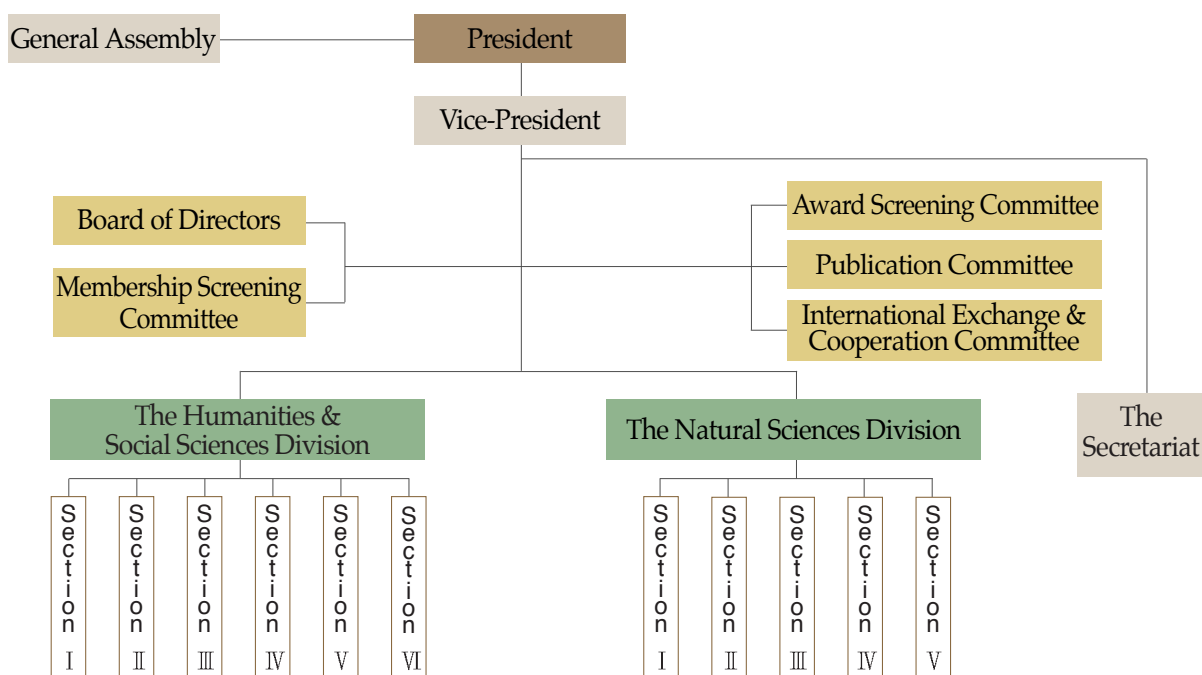 General Assembly
President
Vice-President
Board of Directors
Membership Screening
Committee
Award Screening Committee
Publication Committee
International Exchange &
Cooperation Committee
The Humanities &
Social Sciences Division
The Natural Sciences Division
The
Secretariat
Section Ⅰ
Section Ⅱ
Section Ⅲ
Section Ⅳ
Section Ⅴ
Section Ⅵ
Section Ⅰ
Section Ⅱ
Section Ⅲ
Section Ⅳ
Section Ⅴ